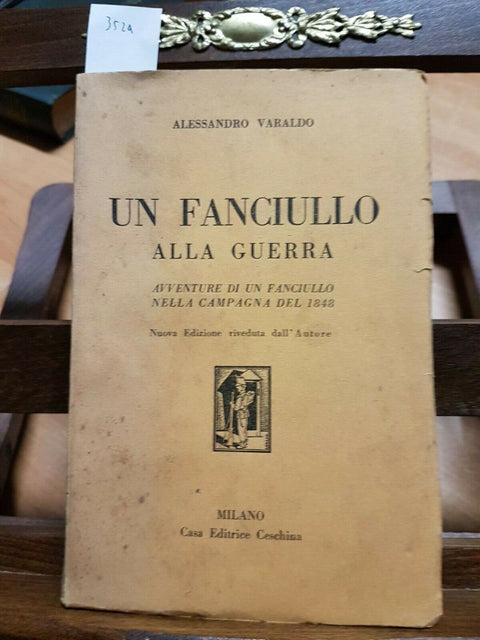 352a
ALESSANDRO VARALDO
UN FANCIULLO
ALLA GUERRA
AVVENTURE DI UN FANCIULLO
NELLA CAMPAGNA DEL 1848
Nuova Edizione riveduta dall'Autore
MILANO
Casa Editrice Ceschina